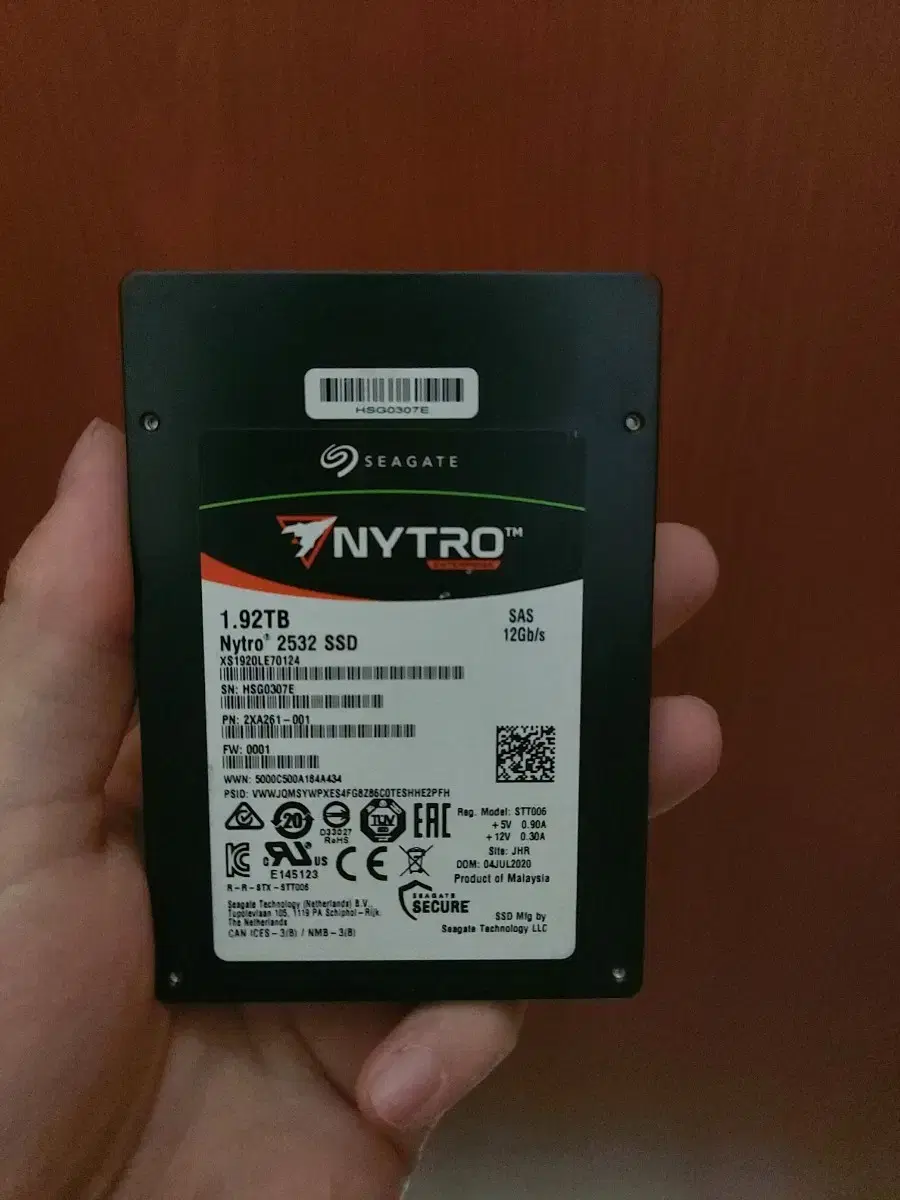 HSG0307E
SEAGATE
NYTRO™
ENTERPRISE
1.92TB
SAS
Nytro® 2532 SSD
12Gb/s
XS1920LE70124
SN: HSG0307E
PN: 2XA261-001
FW: 0001
WWN: 5000C500A184A434
PSID: VWWJQMSYWPXES4FG8Z86C0TESHHE2PFH
20
D33027
RoHS
TÜV
EAC
Reg. Model: STT006
+5V 0.90A
+12V 0.30A
Site: JHR
DOM: 04JUL2020
Product of Malaysia
c RU US
E145123
CE
R-R-STX-STT006
Seagate Technology (Netherlands) B.V.,
Tupolevlaan 105, 1119 PA Schiphol-Rijk.
The Netherlands
CAN ICES-3(B) / NMB-3(B)
SEAGATE
SECURE
SSD Mfg by
Seagate Technology LLC